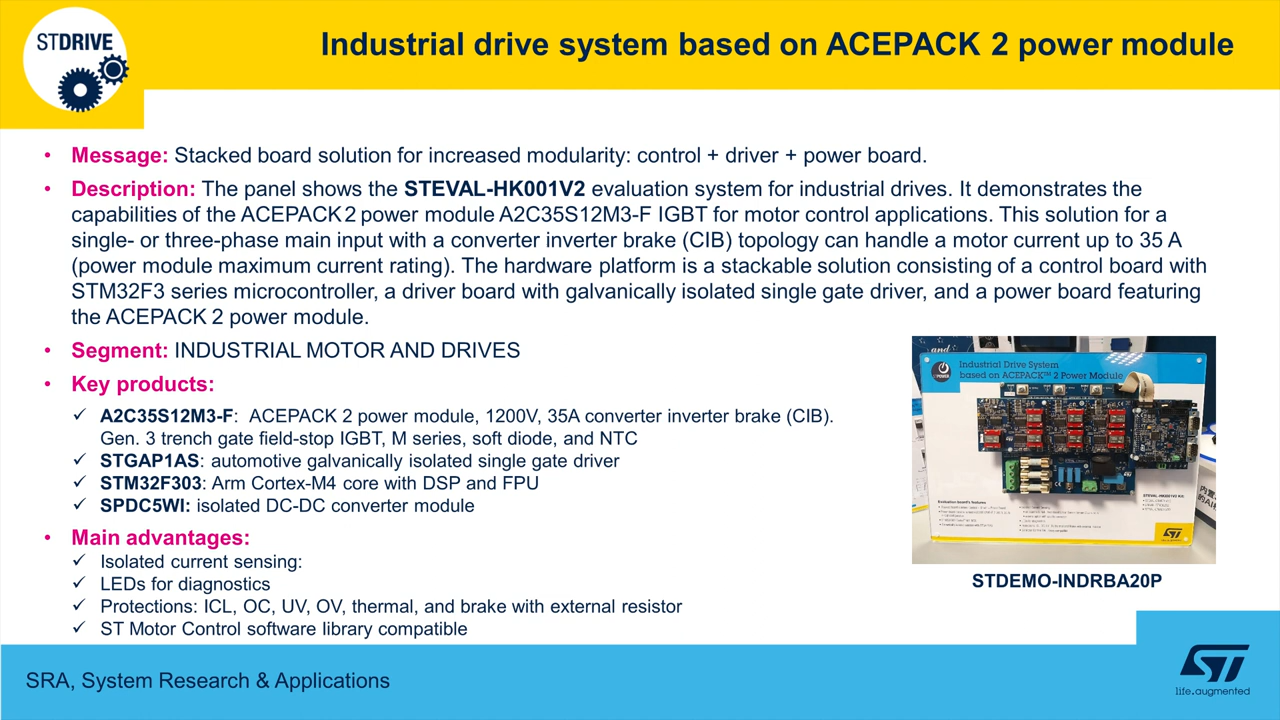 STDRIVE
Industrial drive system based on ACEPACK 2 power module
• Message: Stacked board solution for increased modularity: control + driver + power board.
• Description: The panel shows the STEVAL-HK001V2 evaluation system for industrial drives. It demonstrates the
capabilities of the ACEPACK 2 power module A2C35S12M3-F IGBT for motor control applications. This solution for a
single- or three-phase main input with a converter inverter brake (CIB) topology can handle a motor current up to 35 A
(power module maximum current rating). The hardware platform is a stackable solution consisting of a control board with
STM32F3 series microcontroller, a driver board with galvanically isolated single gate driver, and a power board featuring
the ACEPACK 2 power module.
• Segment: INDUSTRIAL MOTOR AND DRIVES
• Key products:
✓ A2C35S12M3-F: ACEPACK 2 power module, 1200V, 35A converter inverter brake (CIB).
Gen. 3 trench gate field-stop IGBT, M series, soft diode, and NTC
✓ STGAP1AS: automotive galvanically isolated single gate driver
✓ STM32F303: Arm Cortex-M4 core with DSP and FPU
✓ SPDC5WI: isolated DC-DC converter module
• Main advantages:
✓ Isolated current sensing:
✓ LEDs for diagnostics
✓ Protections: ICL, OC, UV, OV, thermal, and brake with external resistor
✓ ST Motor Control software library compatible
and
POWER
Industrial Drive System
based on ACEPACK™ 2 Power Module
Evaluation board's features
ST
STDEMO-INDRBA20P
SRA, System Research & Applications
ST
life.augmented